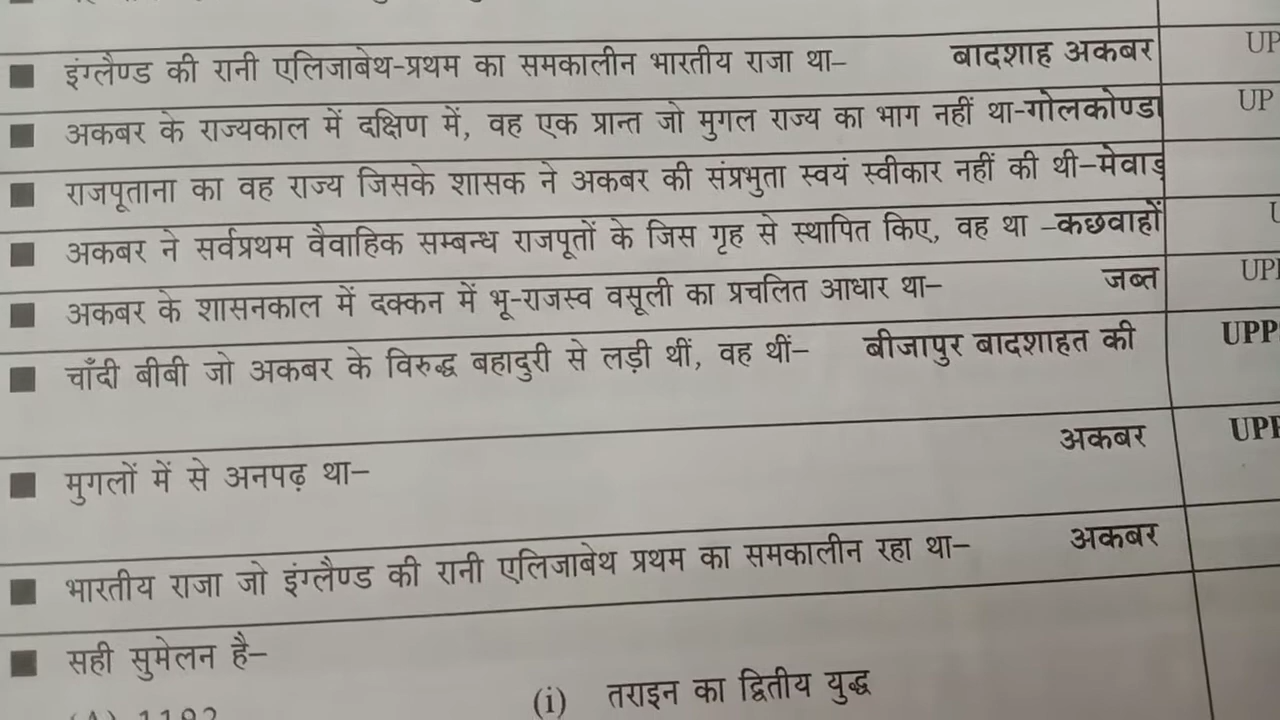 ■ इंग्लैण्ड की रानी एलिजाबेथ-प्रथम का समकालीन भारतीय राजा था– बादशाह अकबर UP
■ अकबर के राज्यकाल में दक्षिण में, वह एक प्रान्त जो मुगल राज्य का भाग नहीं था-गोलकोण्डा UP
■ राजपूताना का वह राज्य जिसके शासक ने अकबर की संप्रभुता स्वयं स्वीकार नहीं की थी–मेवाड़
■ अकबर ने सर्वप्रथम वैवाहिक सम्बन्ध राजपूतों के जिस गृह से स्थापित किए, वह था –कछवाहों
■ अकबर के शासनकाल में दक्कन में भू-राजस्व वसूली का प्रचलित आधार था– जब्त UP
■ चाँदी बीबी जो अकबर के विरुद्ध बहादुरी से लड़ी थीं, वह थीं– बीजापुर बादशाहत की UPP
■ मुगलों में से अनपढ़ था– अकबर UPP
■ भारतीय राजा जो इंग्लैण्ड की रानी एलिजाबेथ प्रथम का समकालीन रहा था– अकबर
■ सही सुमेलन है–
(i) तराइन का द्वितीय युद्ध